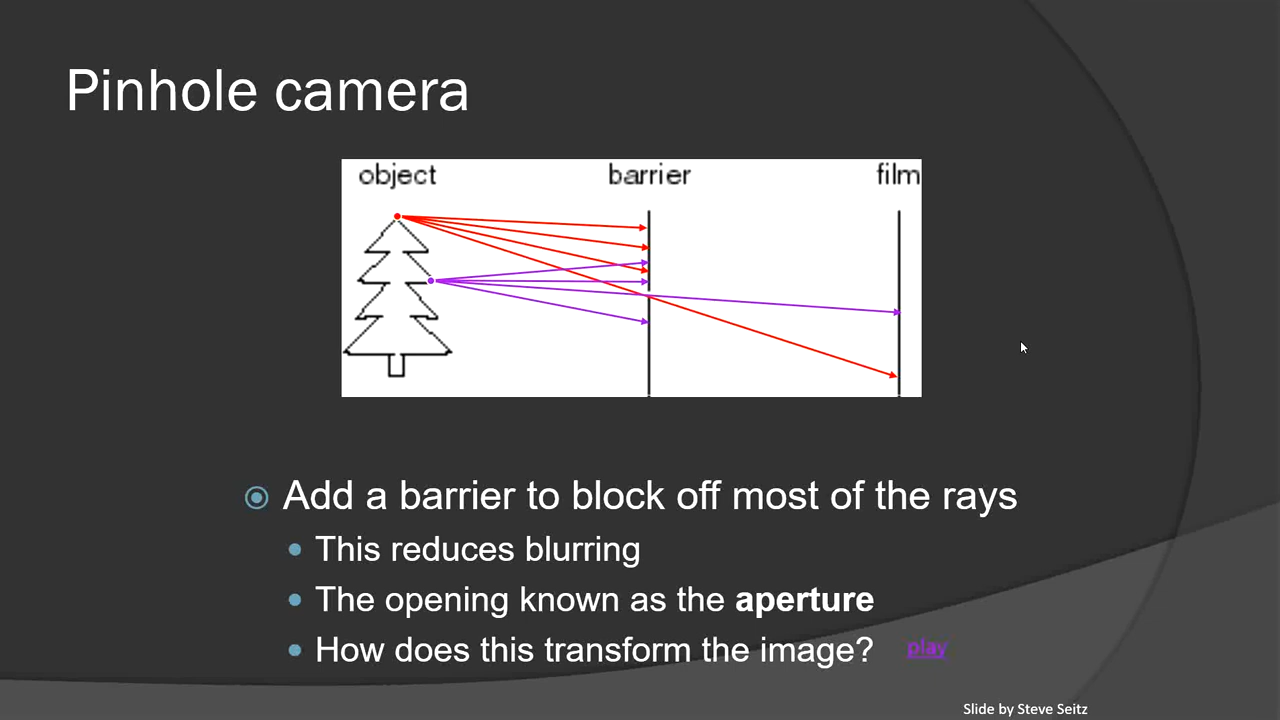 Pinhole camera
object barrier film
Add a barrier to block off most of the rays
This reduces blurring
The opening known as the aperture
How does this transform the image? play
Slide by Steve Seitz